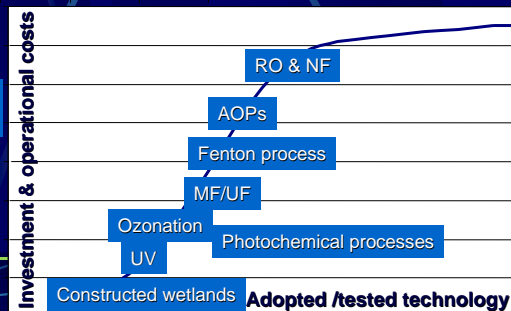 Investment & operational costs
RO & NF
AOPs
Fenton process
MF/UF
Ozonation
Photochemical processes
UV
Constructed wetlands
Adopted /tested technology